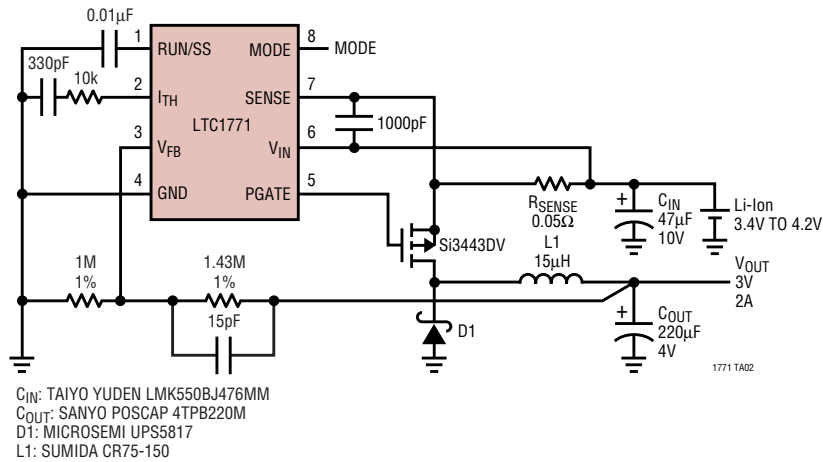 0.01µF
1
RUN/SS
MODE
8
MODE
330pF
10k
2
ITH
SENSE
7
LTC1771
1000pF
3
VFB
VIN
6
4
GND
PGATE
5
RSENSE
0.05Ω
CIN
47µF
10V
Li-Ion
3.4V TO 4.2V
+
Si3443DV
L1
15µH
1M
1%
1.43M
1%
15pF
VOUT
3V
2A
D1
+
COUT
220µF
4V
1771 TA02
CIN: TAIYO YUDEN LMK550BJ476MM
COUT: SANYO POSCAP 4TPB220M
D1: MICROSEMI UPS5817
L1: SUMIDA CR75-150